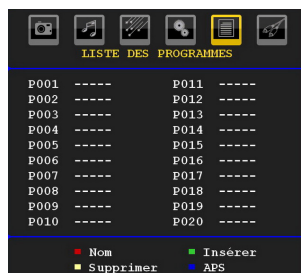 LISTE DES PROGRAMMES
P001 ----- P011 -----
P002 ----- P012 -----
P003 ----- P013 -----
P004 ----- P014 -----
P005 ----- P015 -----
P006 ----- P016 -----
P007 ----- P017 -----
P008 ----- P018 -----
P009 ----- P019 -----
P010 ----- P020 -----
Nom Insérer
Supprimer APS